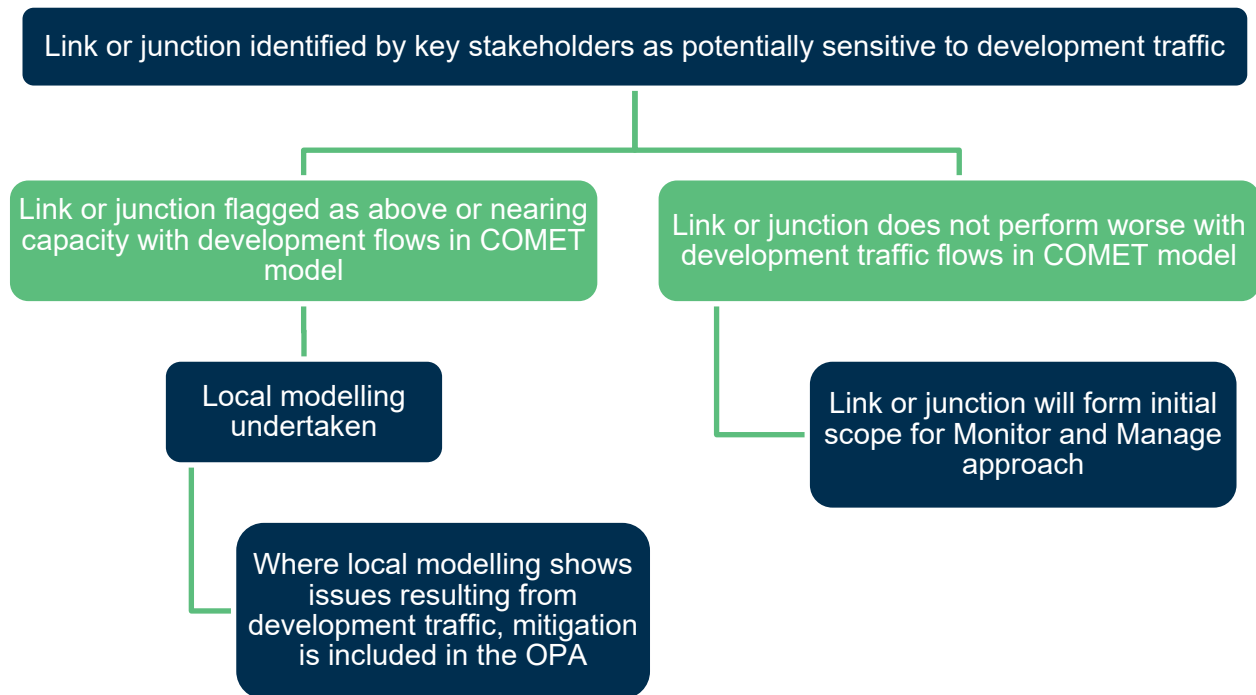 Link or junction identified by key stakeholders as potentially sensitive to development traffic
Link or junction flagged as above or nearing
capacity with development flows in COMET
model
Link or junction does not perform worse with
development traffic flows in COMET model
Local modelling
undertaken
Link or junction will form initial
scope for Monitor and Manage
approach
Where local modelling shows
issues resulting from
development traffic, mitigation
is included in the OPA